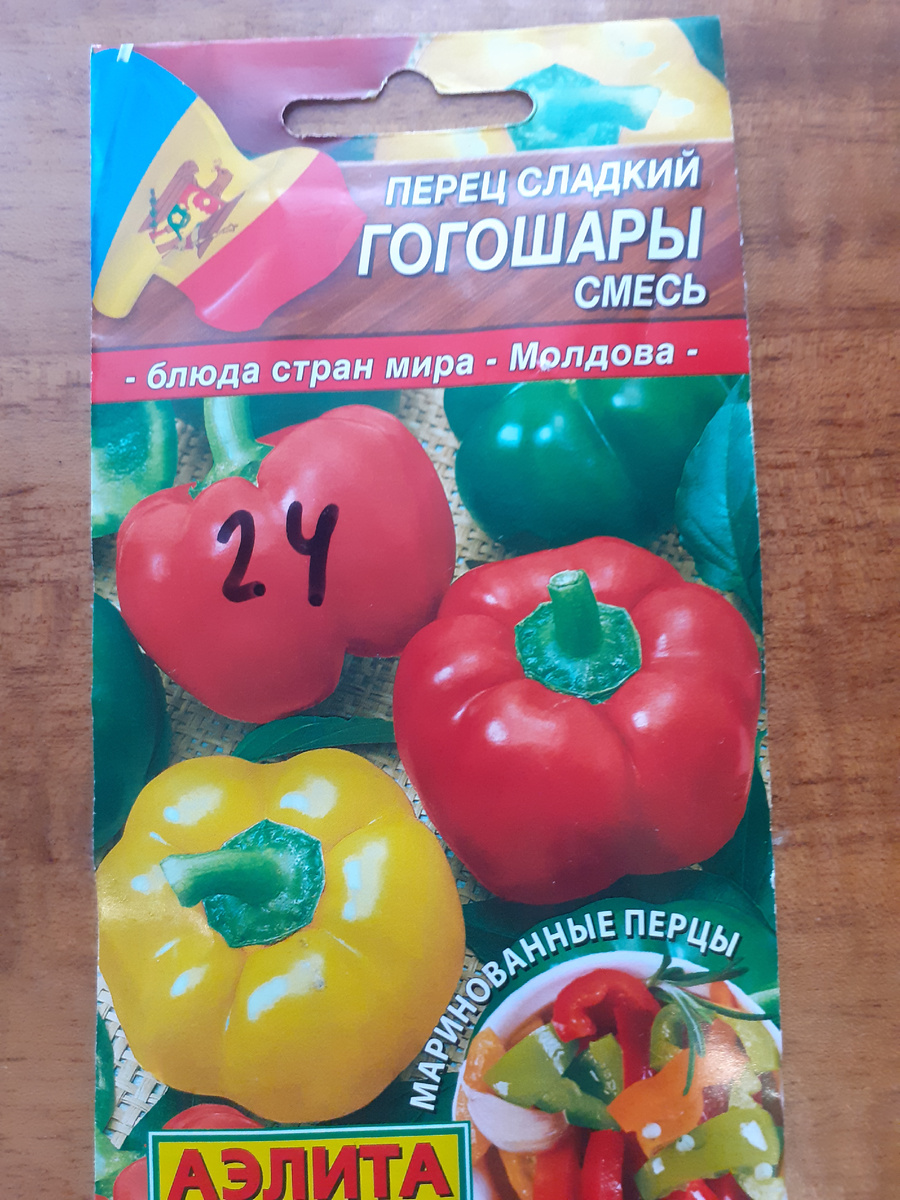 ПЕРЕЦ СЛАДКИЙ
ГОГОШАРЫ
СМЕСЬ
- блюда стран мира - Молдова -
24
МАРИНОВАННЫЕ ПЕРЦЫ
АЭЛИТА